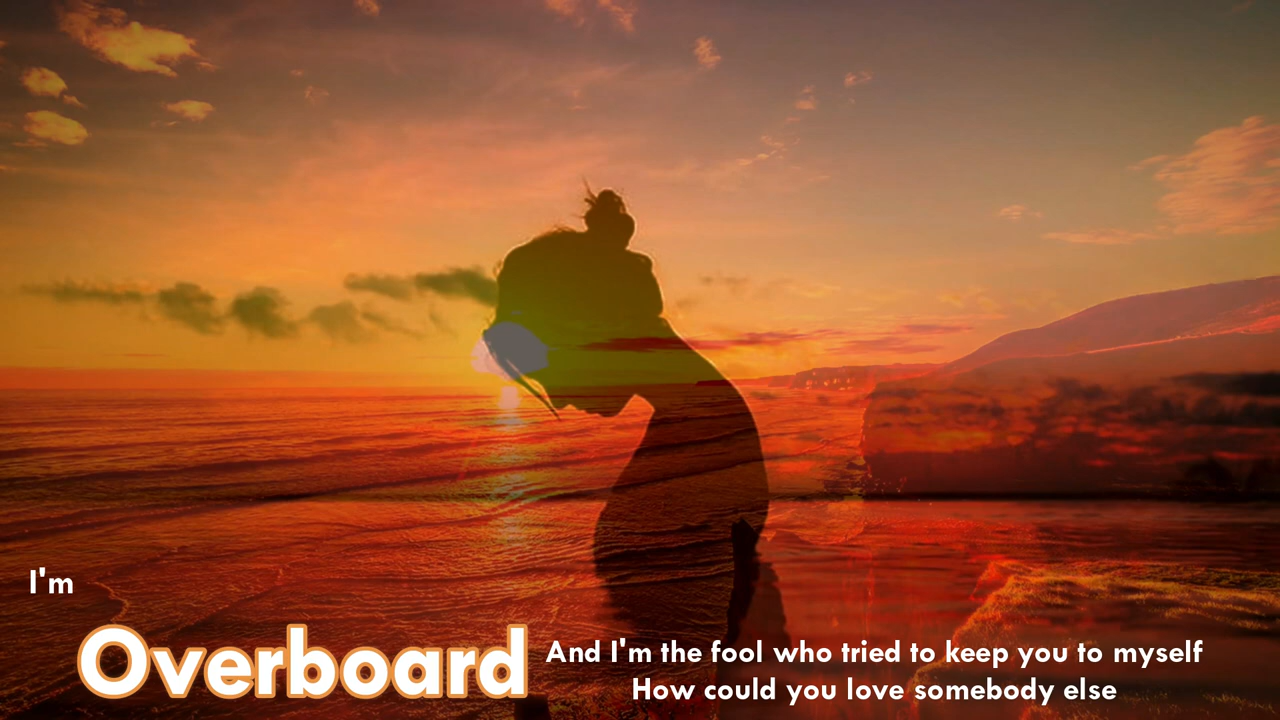 I'm
Overboard
And I'm the fool who tried to keep you to myself
How could you love somebody else